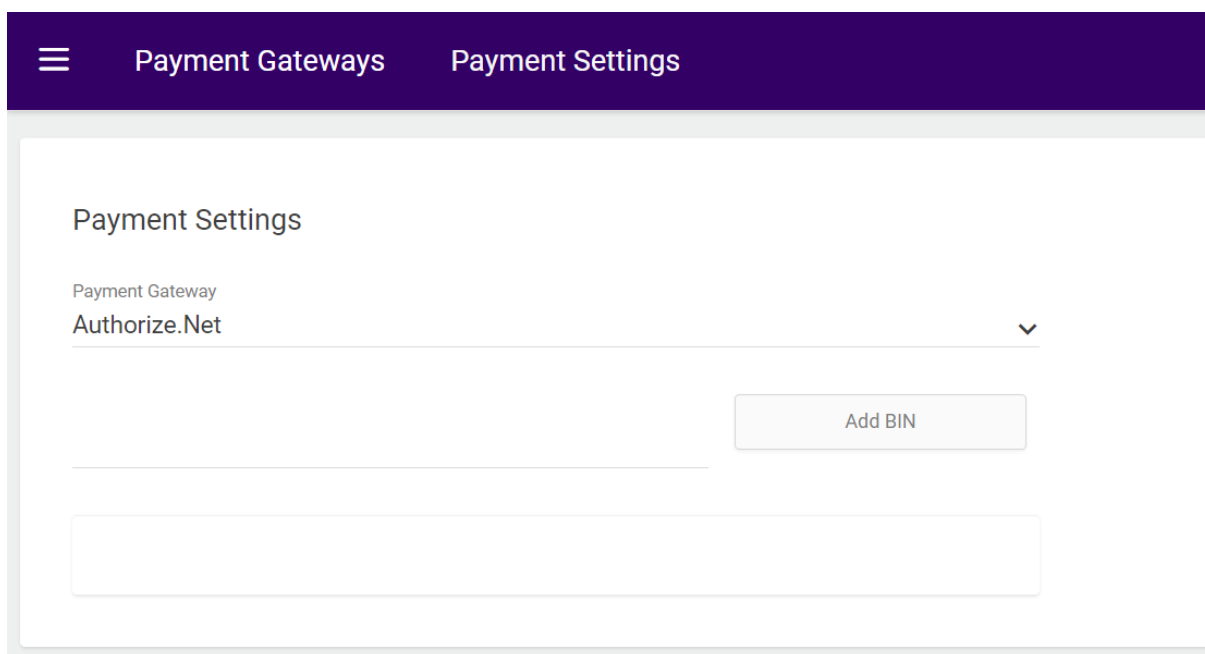 Payment Gateways Payment Settings
Payment Settings
Payment Gateway
Authorize.Net
Add BIN